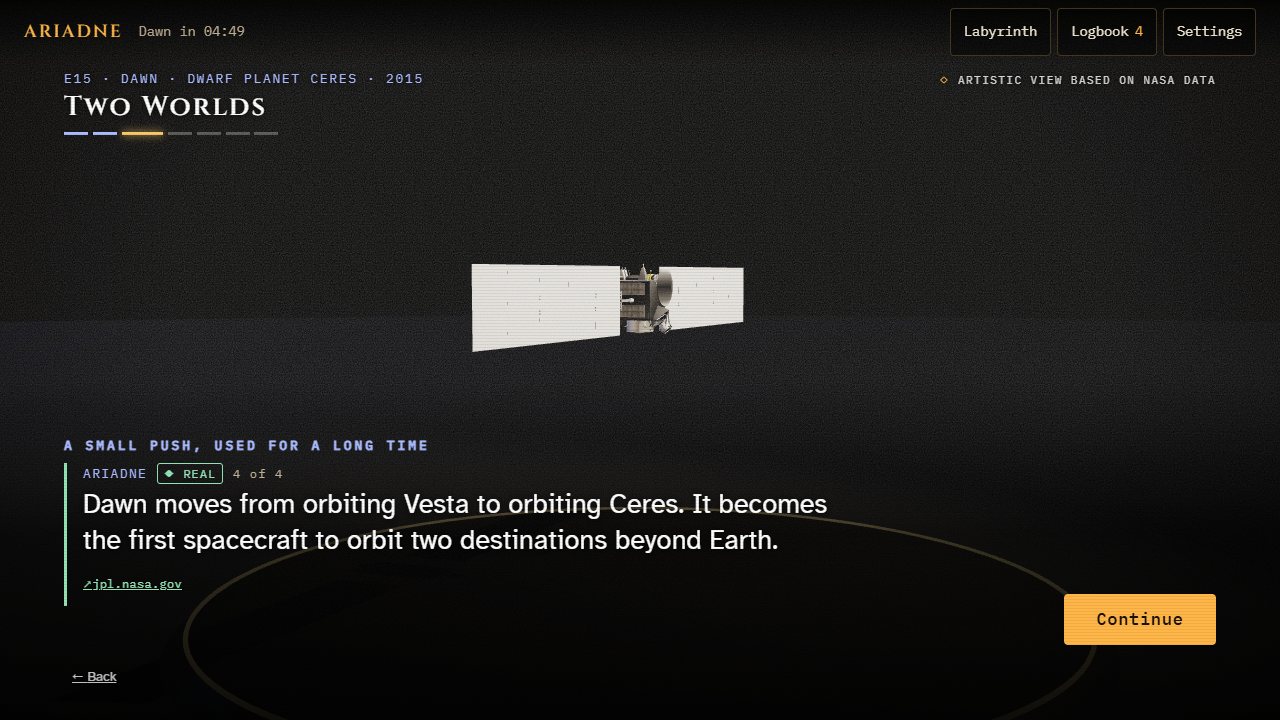 ARIADNE Dawn in 04:49 Labyrinth Logbook 4 Settings
E15 · DAWN · DWARF PLANET CERES · 2015
◇ ARTISTIC VIEW BASED ON NASA DATA
Two Worlds
A SMALL PUSH, USED FOR A LONG TIME
ARIADNE ◆ REAL 4 of 4
Dawn moves from orbiting Vesta to orbiting Ceres. It becomes
the first spacecraft to orbit two destinations beyond Earth.
↗jpl.nasa.gov
Continue
← Back